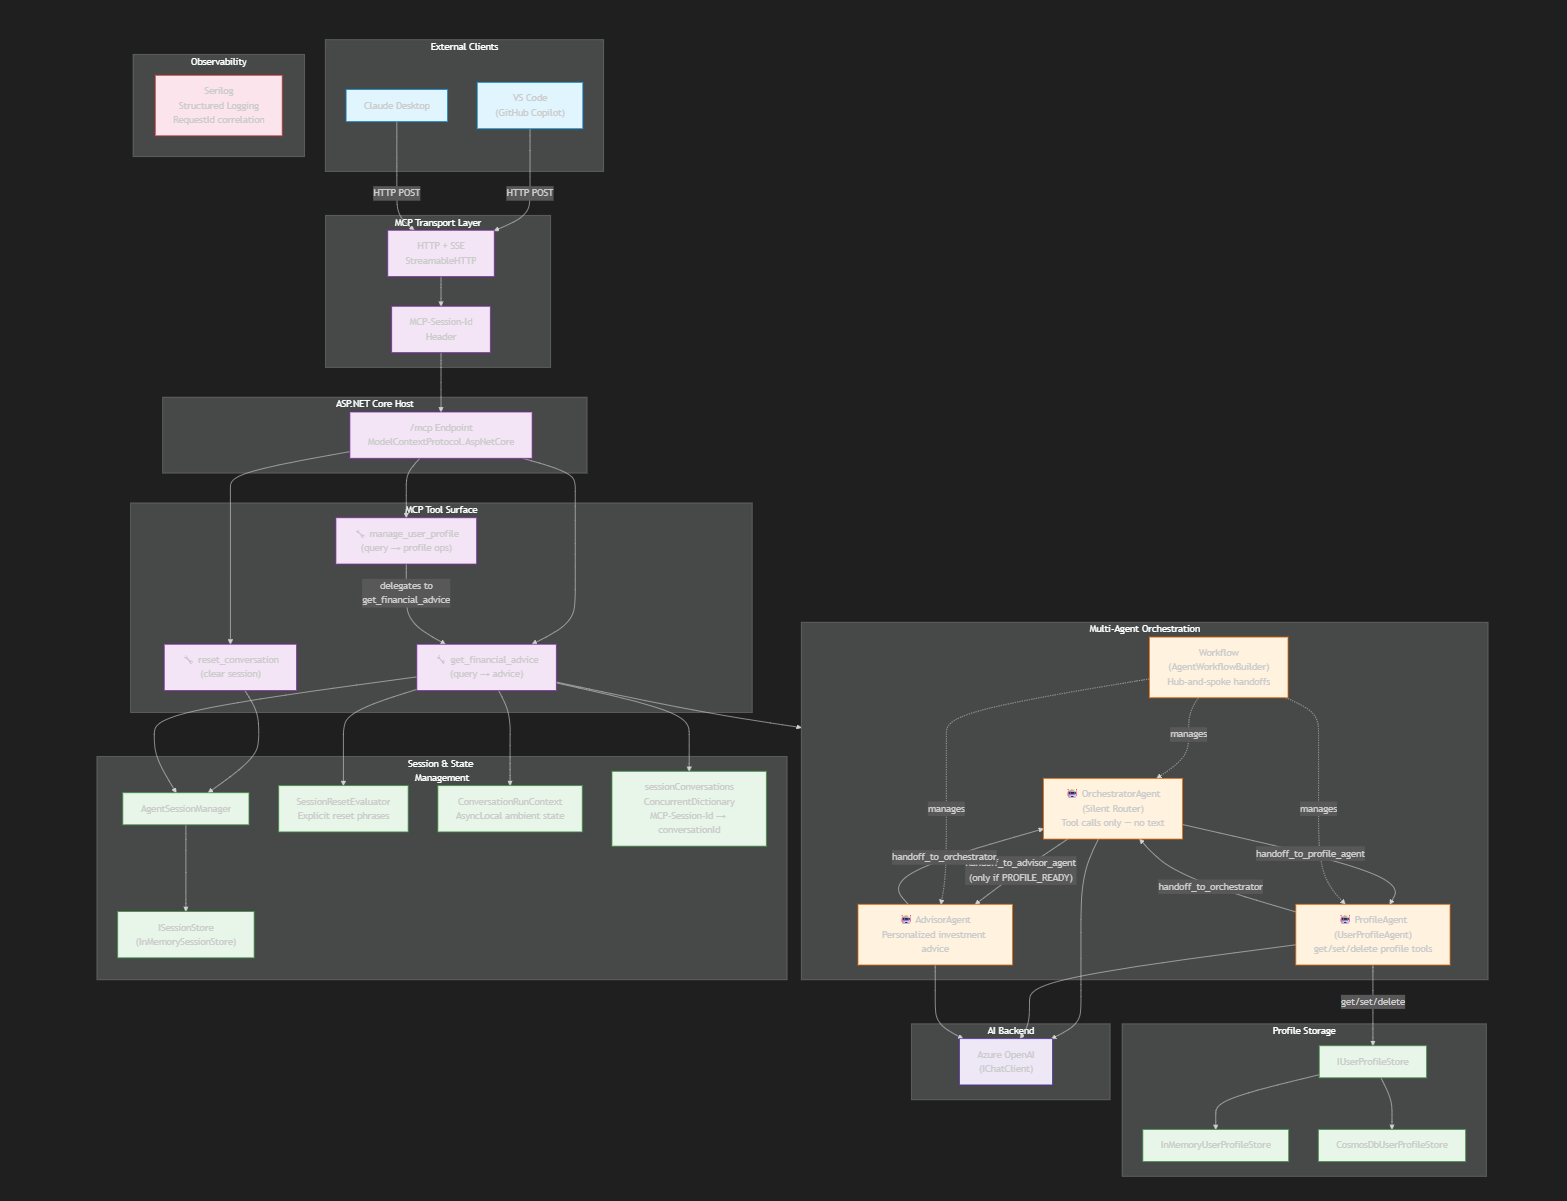 Observability
Serilog
Structured Logging
RequestId correlation
External Clients
Claude Desktop
VS Code
(GitHub Copilot)
HTTP POST
HTTP POST
MCP Transport Layer
HTTP + SSE
StreamableHTTP
MCP-Session-Id
Header
ASP.NET Core Host
/mcp Endpoint
ModelContextProtocol.AspNetCore
MCP Tool Surface
manage_user_profile
(query → profile ops)
delegates to
get_financial_advice
reset_conversation
(clear session)
get_financial_advice
(query → advice)
Session & State
Management
AgentSessionManager
SessionResetEvaluator
Explicit reset phrases
ConversationRunContext
AsyncLocal ambient state
sessionConversations
ConcurrentDictionary
MCP-Session-Id →
conversationId
ISessionStore
(InMemorySessionStore)
Multi-Agent Orchestration
Workflow
(AgentWorkflowBuilder)
Hub-and-spoke handoffs
manages
OrchestratorAgent
(Silent Router)
Tool calls only — no text
manages
manages
handoff_to_orchestrator
_to_advisor_agent
(only if PROFILE_READY)
handoff_to_profile_agent
handoff_to_orchestrator
AdvisorAgent
Personalized investment
advice
ProfileAgent
(UserProfileAgent)
get/set/delete profile tools
get/set/delete
AI Backend
Azure OpenAI
(IChatClient)
Profile Storage
IUserProfileStore
InMemoryUserProfileStore
CosmosDbUserProfileStore